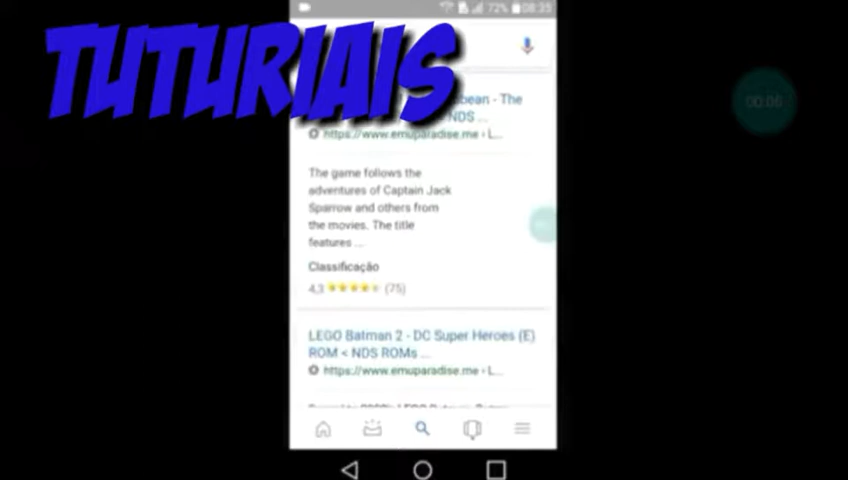 TUTURIAIS
72% 08:35
bean - The
NDS ...
https://www.emuparadise.me › L...
The game follows the
adventures of Captain Jack
Sparrow and others from
the movies. The title
features ...
Classificação
4,3 (75)
LEGO Batman 2 - DC Super Heroes (E)
ROM < NDS ROMs ...
https://www.emuparadise.me › L...
00:06